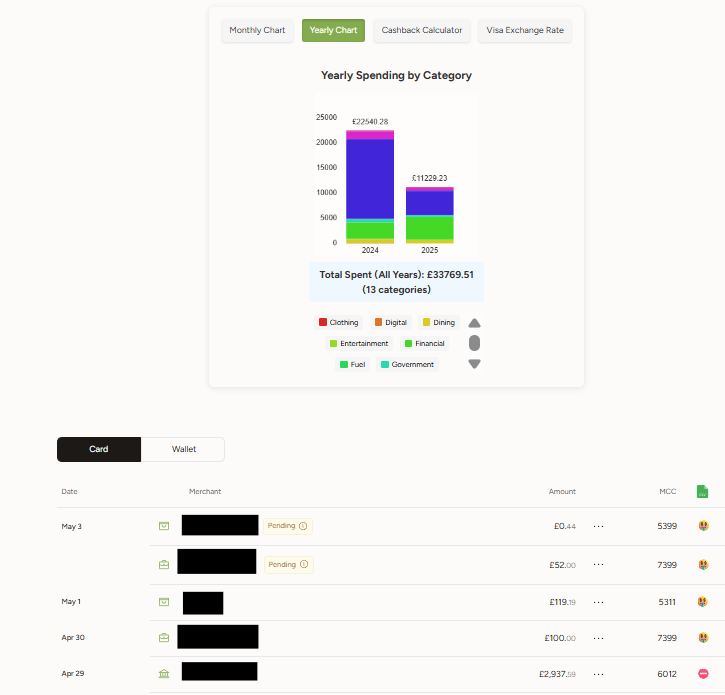 Monthly Chart Yearly Chart Cashback Calculator Visa Exchange Rate
Yearly Spending by Category
25000
20000
15000
10000
5000
0
£22540.28
£11229.23
2024 2025
Total Spent (All Years): £33769.51
(13 categories)
Clothing Digital Dining
Entertainment Financial
Fuel Government
Card Wallet
Date Merchant Amount MCC
May 3 Pending £0.44 ... 5399
Pending £52.00 ... 7399
May 1 £119.19 ... 5311
Apr 30 £100.00 ... 7399
Apr 29 £2,937.59 ... 6012